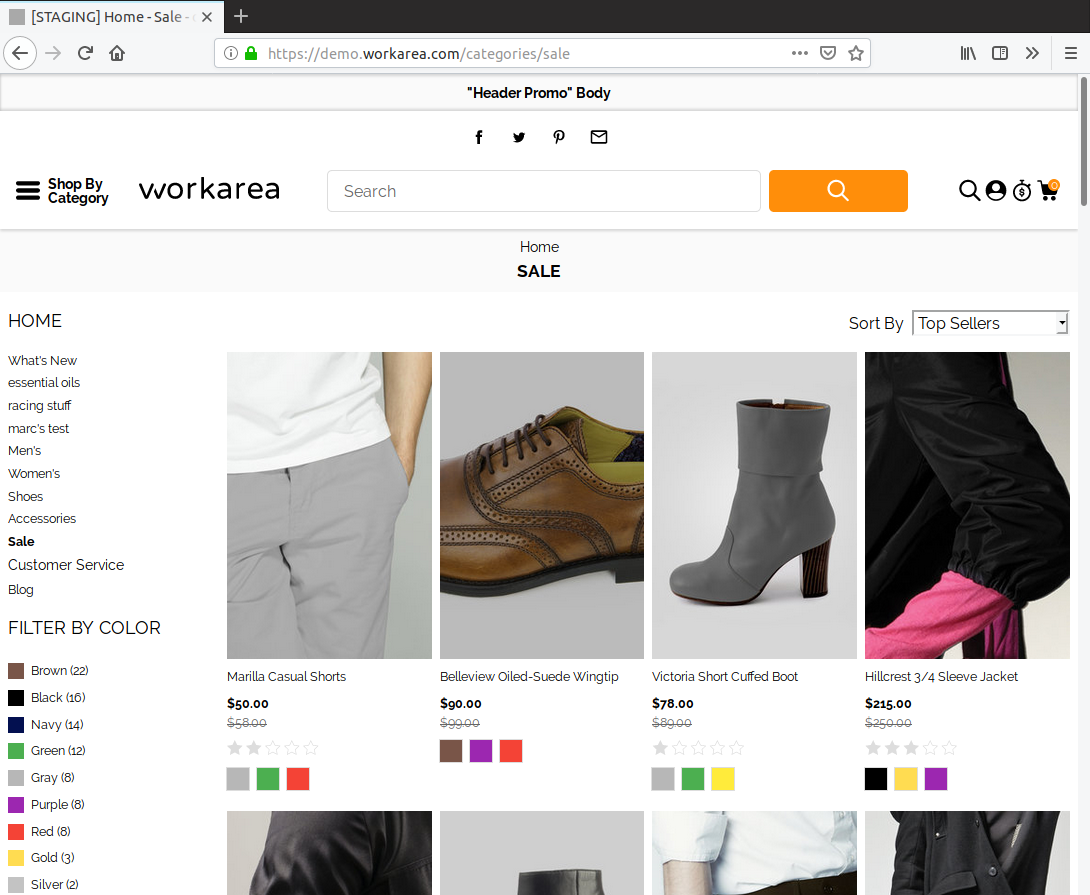 [STAGING] Home - Sale -
https://demo.workarea.com/categories/sale
"Header Promo" Body
Shop By
Category
workarea
Search
0
Home
SALE
HOME
Sort By
Top Sellers
What's New
essential oils
racing stuff
marc's test
Men's
Women's
Shoes
Accessories
Sale
Customer Service
Blog
FILTER BY COLOR
Brown (22)
Black (16)
Navy (14)
Green (12)
Gray (8)
Purple (8)
Red (8)
Gold (3)
Silver (2)
Marilla Casual Shorts
$50.00
$58.00
Belleview Oiled-Suede Wingtip
$90.00
$99.00
Victoria Short Cuffed Boot
$78.00
$89.00
Hillcrest 3/4 Sleeve Jacket
$215.00
$250.00